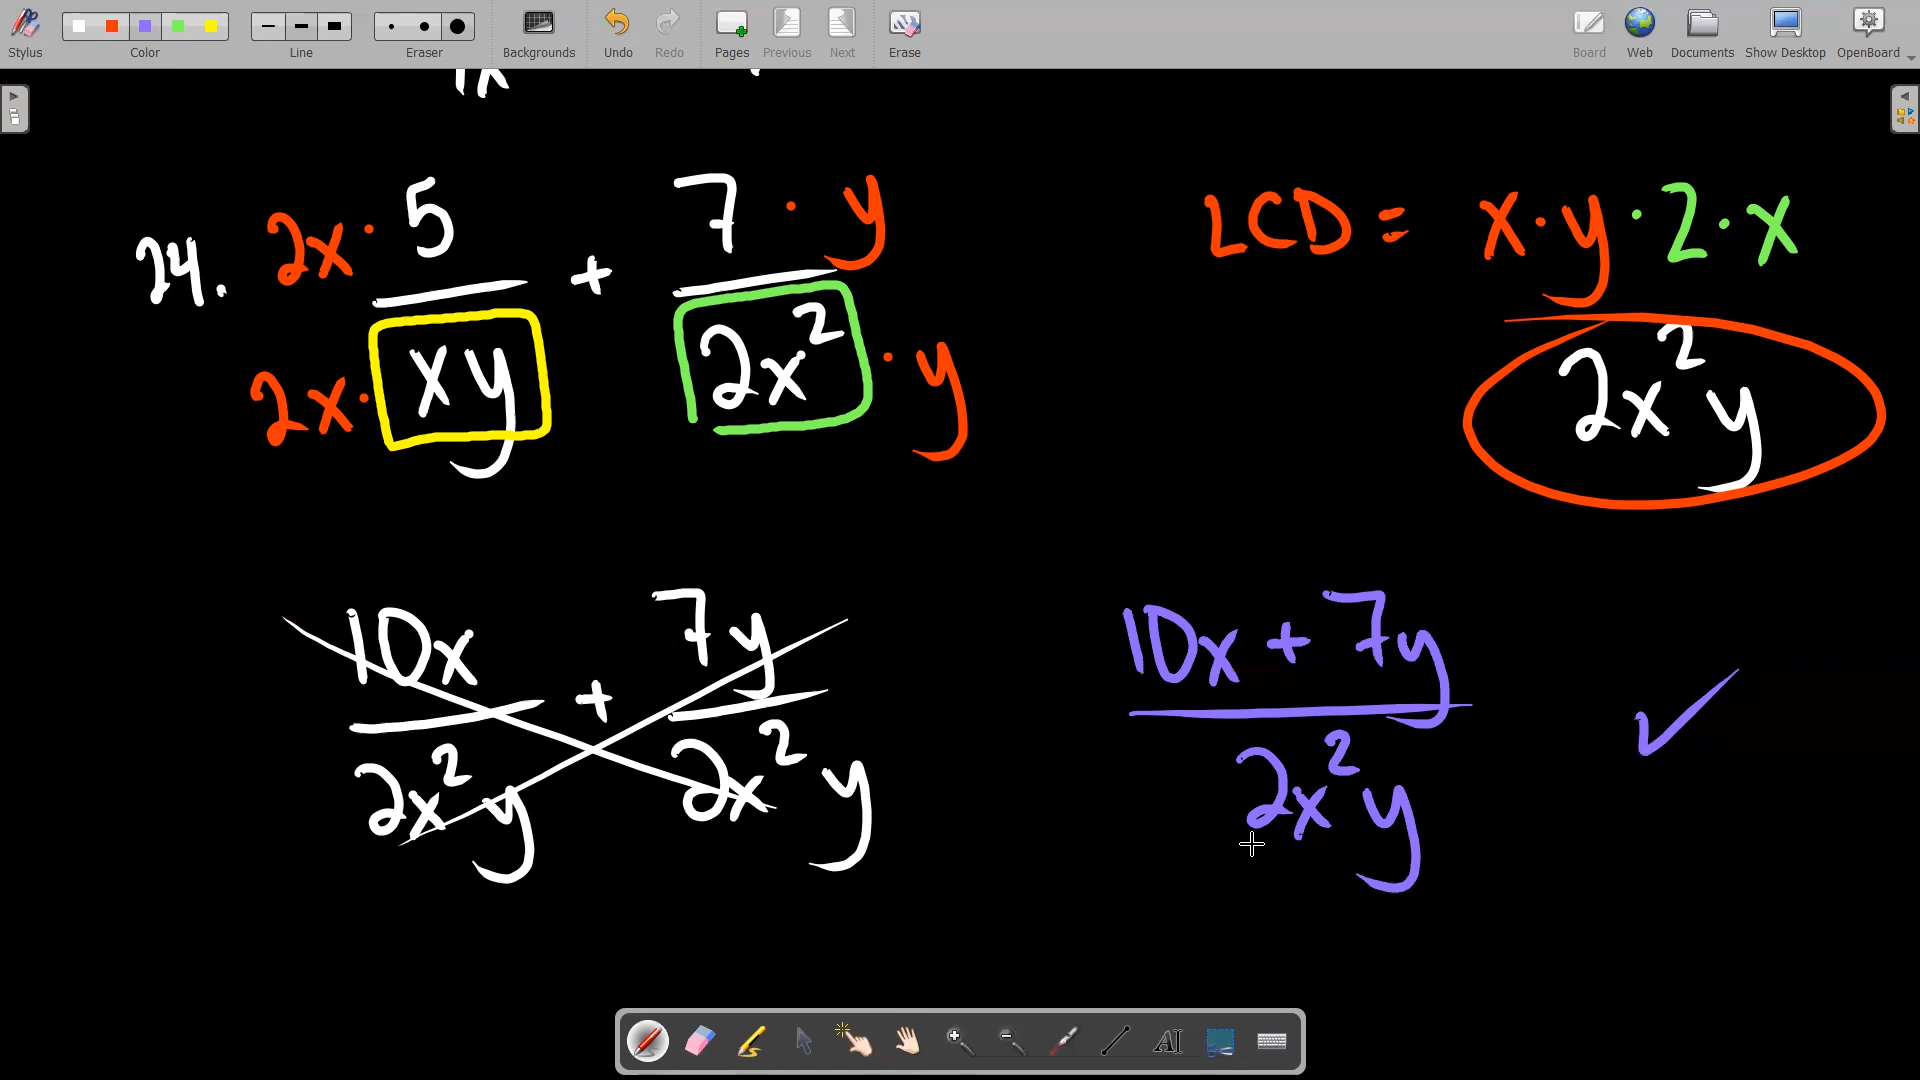 Stylus Color Line Eraser Backgrounds Undo Redo Pages Previous Next Erase Board Web Documents Show Desktop OpenBoard
24. 2x · 5 / 2x · xy + 7 · y / 2x² · y
LCD = x · y · 2 · x
2x²y
10x / 2x²y + 7y / 2x²y
10x + 7y / 2x²y ✓
AI